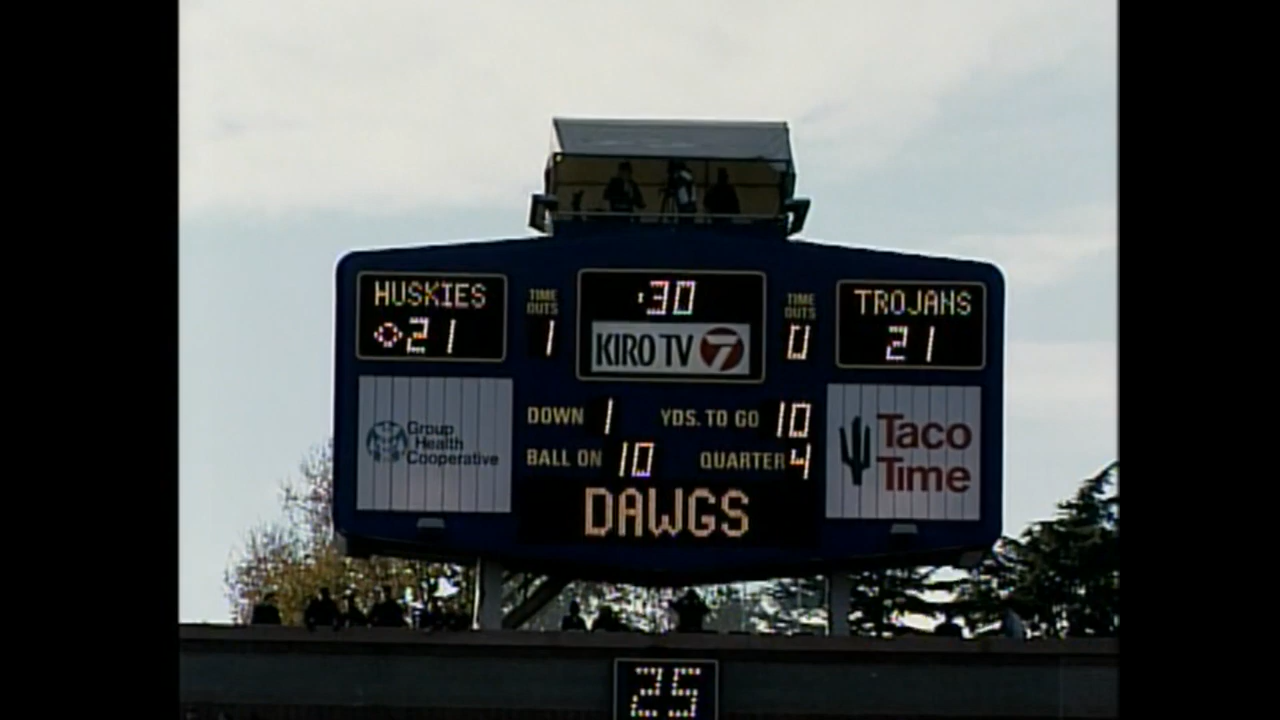 HUSKIES
21
TIME
OUTS
1
:30
KIRO TV 7
TIME
OUTS
0
TROJANS
21
Group
Health
Cooperative
DOWN 1 YDS. TO GO 10
BALL ON 10 QUARTER 4
DAWGS
Taco
Time
25